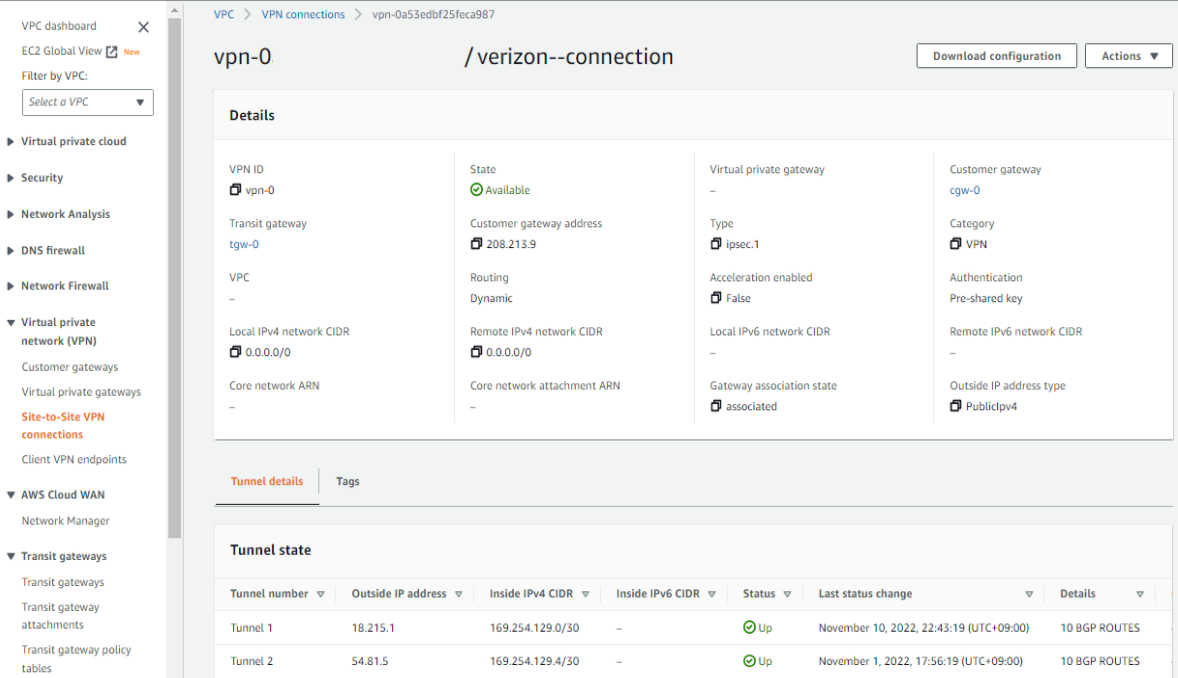 VPC dashboard
EC2 Global View New
Filter by VPC:
Select a VPC
Virtual private cloud
Security
Network Analysis
DNS firewall
Network Firewall
Virtual private
network (VPN)
Customer gateways
Virtual private gateways
Site-to-Site VPN
connections
Client VPN endpoints
AWS Cloud WAN
Network Manager
Transit gateways
Transit gateways
Transit gateway
attachments
Transit gateway policy
tables
VPC > VPN connections > vpn-0a53edbf25feca987
vpn-0 / verizon--connection
Download configuration
Actions
Details
VPN ID
vpn-0
State
Available
Virtual private gateway
–
Customer gateway
cgw-0
Transit gateway
tgw-0
Customer gateway address
208.213.9
Type
ipsec.1
Category
VPN
VPC
–
Routing
Dynamic
Acceleration enabled
False
Authentication
Pre-shared key
Local IPv4 network CIDR
0.0.0.0/0
Remote IPv4 network CIDR
0.0.0.0/0
Local IPv6 network CIDR
–
Remote IPv6 network CIDR
–
Core network ARN
–
Core network attachment ARN
–
Gateway association state
associated
Outside IP address type
PublicIpv4
Tunnel details
Tags
Tunnel state
Tunnel number Outside IP address Inside IPv4 CIDR Inside IPv6 CIDR Status Last status change Details
Tunnel 1 18.215.1 169.254.129.0/30 – Up November 10, 2022, 22:43:19 (UTC+09:00) 10 BGP ROUTES
Tunnel 2 54.81.5 169.254.129.4/30 – Up November 1, 2022, 17:56:19 (UTC+09:00) 10 BGP ROUTES